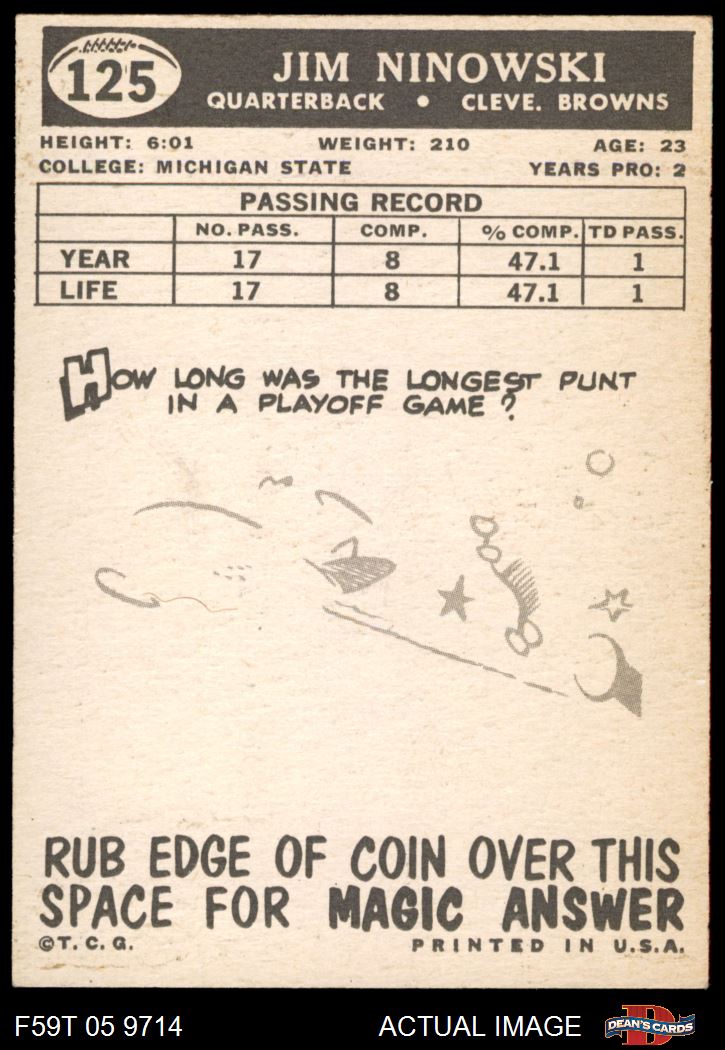 125
JIM NINOWSKI
QUARTERBACK • CLEVE. BROWNS
HEIGHT: 6:01 WEIGHT: 210 AGE: 23
COLLEGE: MICHIGAN STATE YEARS PRO: 2
PASSING RECORD
NO. PASS. COMP. % COMP. TD PASS.
YEAR 17 8 47.1 1
LIFE 17 8 47.1 1
HOW LONG WAS THE LONGEST PUNT
IN A PLAYOFF GAME?
RUB EDGE OF COIN OVER THIS
SPACE FOR MAGIC ANSWER
©T. C. G. PRINTED IN U.S.A.
F59T 05 9714 ACTUAL IMAGE D DEAN'S CARDS